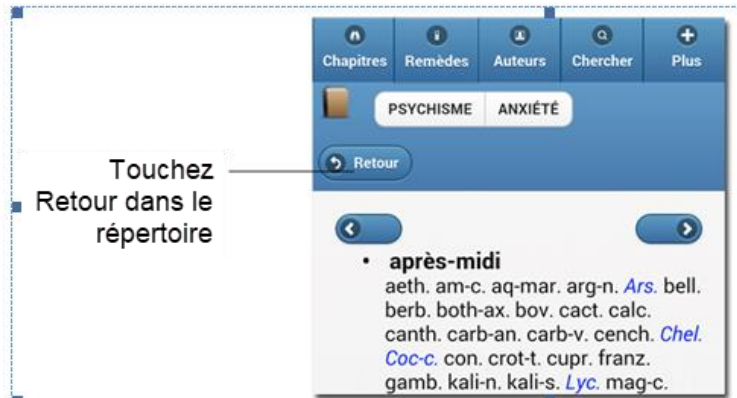 Chapitres Remèdes Auteurs Chercher Plus
PSYCHISME ANXIÉTÉ
Retour
Touchez
Retour dans le
répertoire
• après-midi
aeth. am-c. aq-mar. arg-n. Ars. bell.
berb. both-ax. bov. cact. calc.
canth. carb-an. carb-v. cench. Chel.
Coc-c. con. crot-t. cupr. franz.
gamb. kali-n. kali-s. Lyc. mag-c.